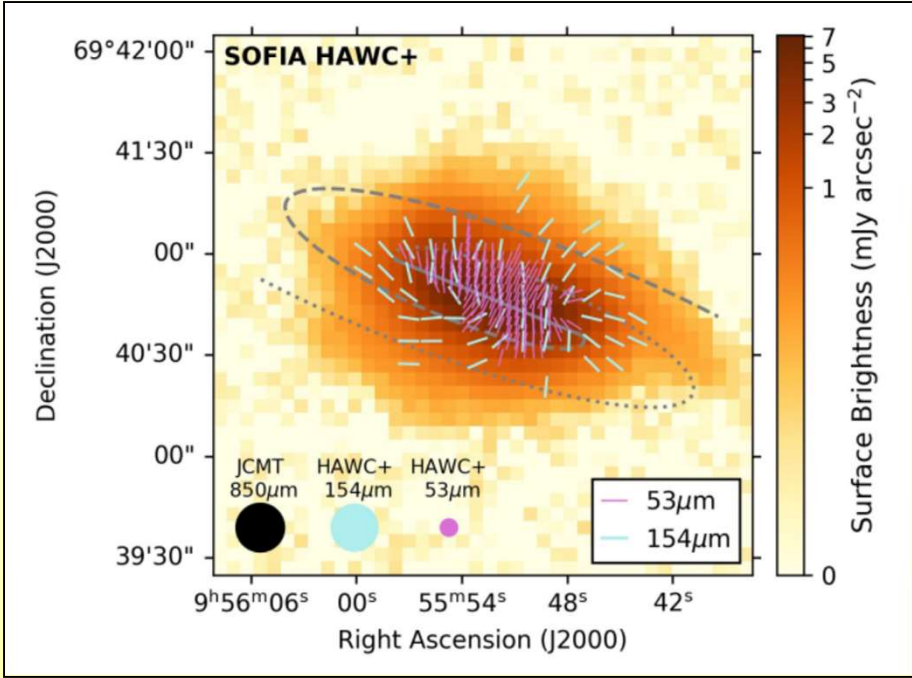 SOFIA HAWC+
69°42'00"
41'30"
00"
40'30"
00"
39'30"
Declination (J2000)
JCMT
850μm
HAWC+
154μm
HAWC+
53μm
53μm
154μm
9ʰ56ᵐ06ˢ 00ˢ 55ᵐ54ˢ 48ˢ 42ˢ
Right Ascension (J2000)
7
5
3
2
1
0
Surface Brightness (mJy arcsec⁻²)